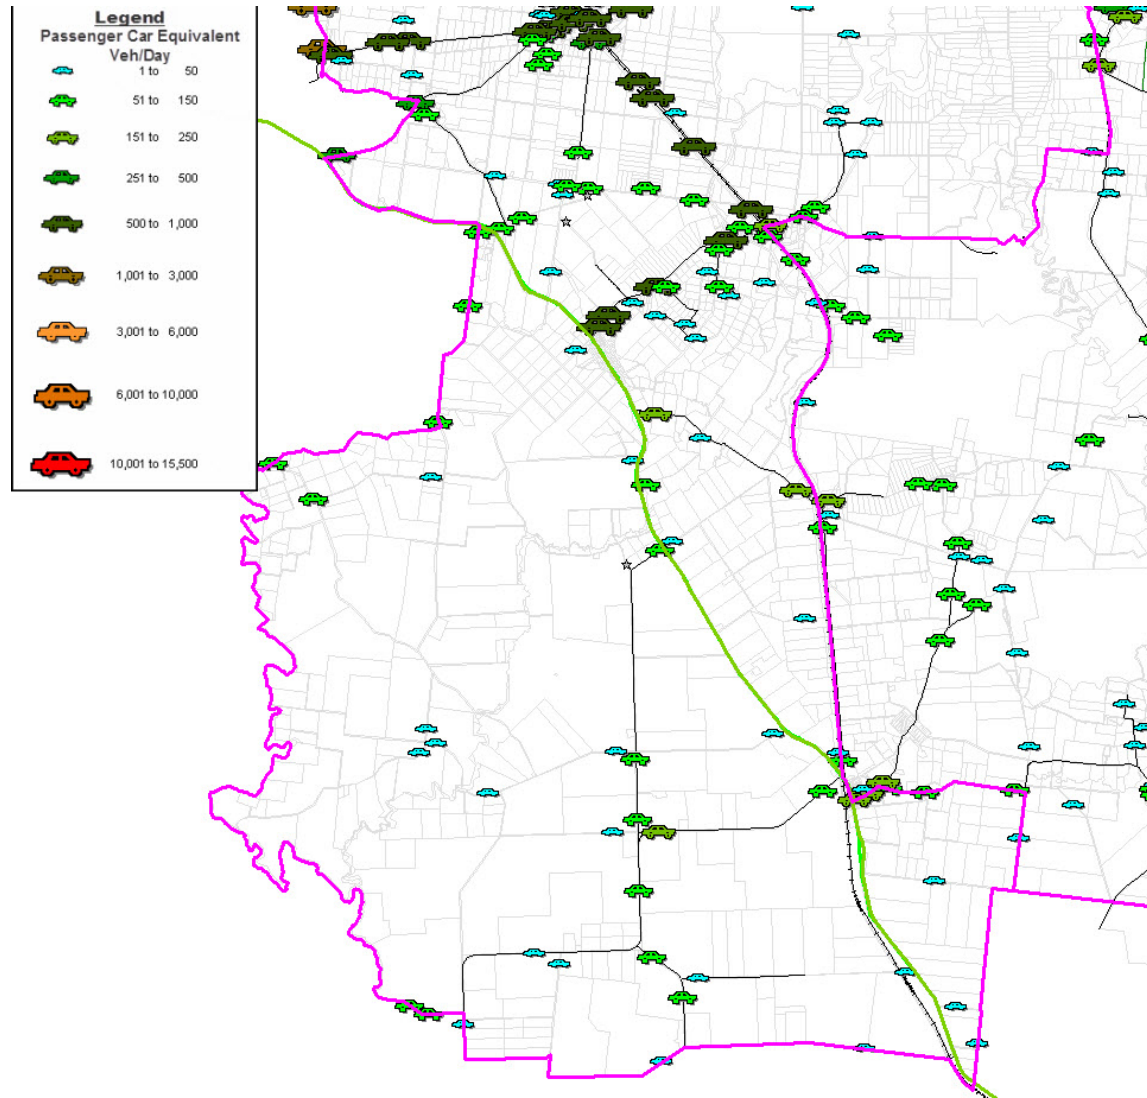 Legend
Passenger Car Equivalent
Veh/Day
1 to 50
51 to 150
151 to 250
251 to 500
500 to 1,000
1,001 to 3,000
3,001 to 6,000
6,001 to 10,000
10,001 to 15,500